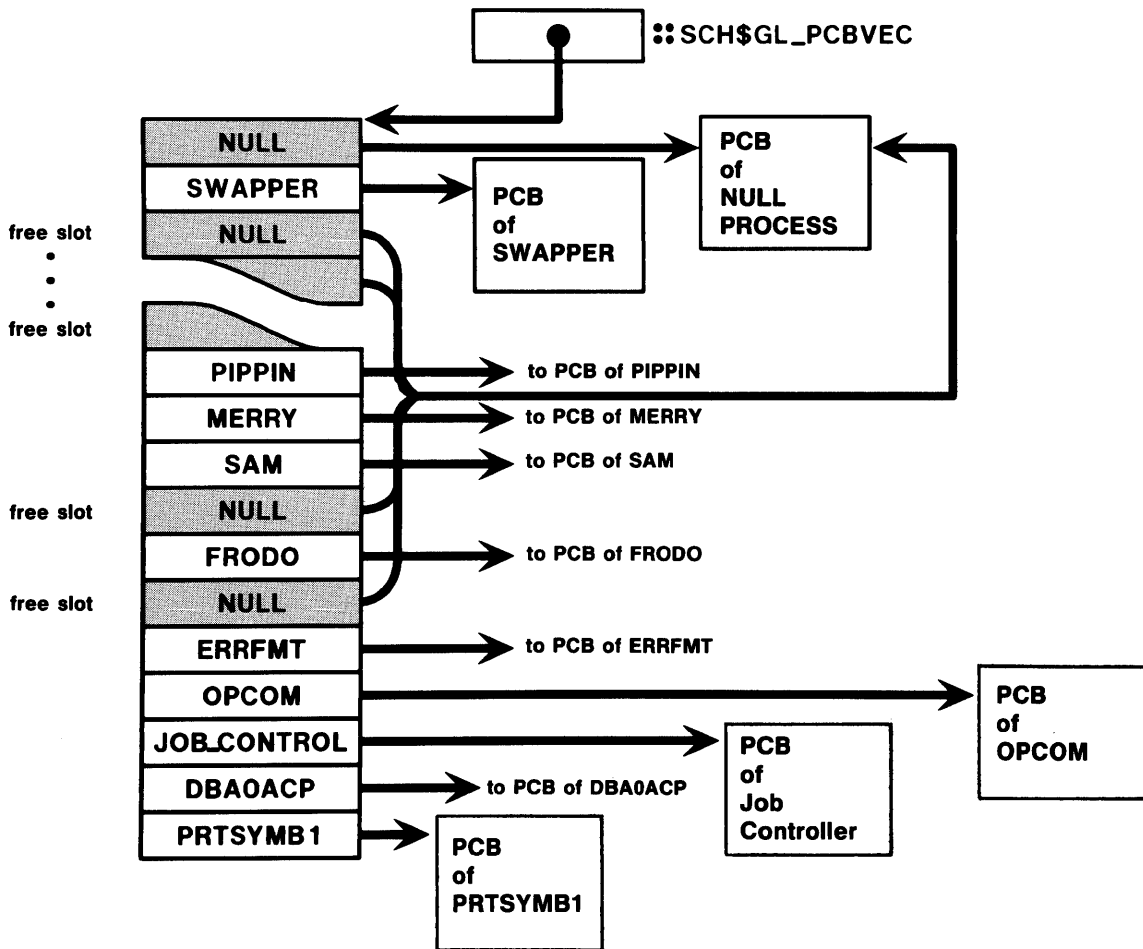 ::SCH$GL_PCBVEC
NULL
SWAPPER
free slot
NULL
free slot
PIPPIN
MERRY
SAM
free slot
NULL
FRODO
free slot
NULL
ERRFMT
OPCOM
JOB_CONTROL
DBA0ACP
PRTSYMB1
PCB
of
SWAPPER
PCB
of
NULL
PROCESS
to PCB of PIPPIN
to PCB of MERRY
to PCB of SAM
to PCB of FRODO
to PCB of ERRFMT
PCB
of
OPCOM
PCB
of
Job
Controller
to PCB of DBA0ACP
PCB
of
PRTSYMB1